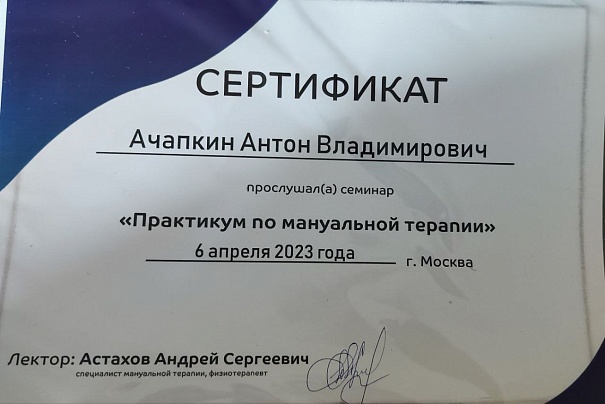 СЕРТИФИКАТ
Ачапкин Антон Владимирович
прослушал(а) семинар
«Практикум по мануальной терапии»
6 апреля 2023 года г. Москва
Лектор: Астахов Андрей Сергеевич
специалист мануальной терапии, физиотерапевт